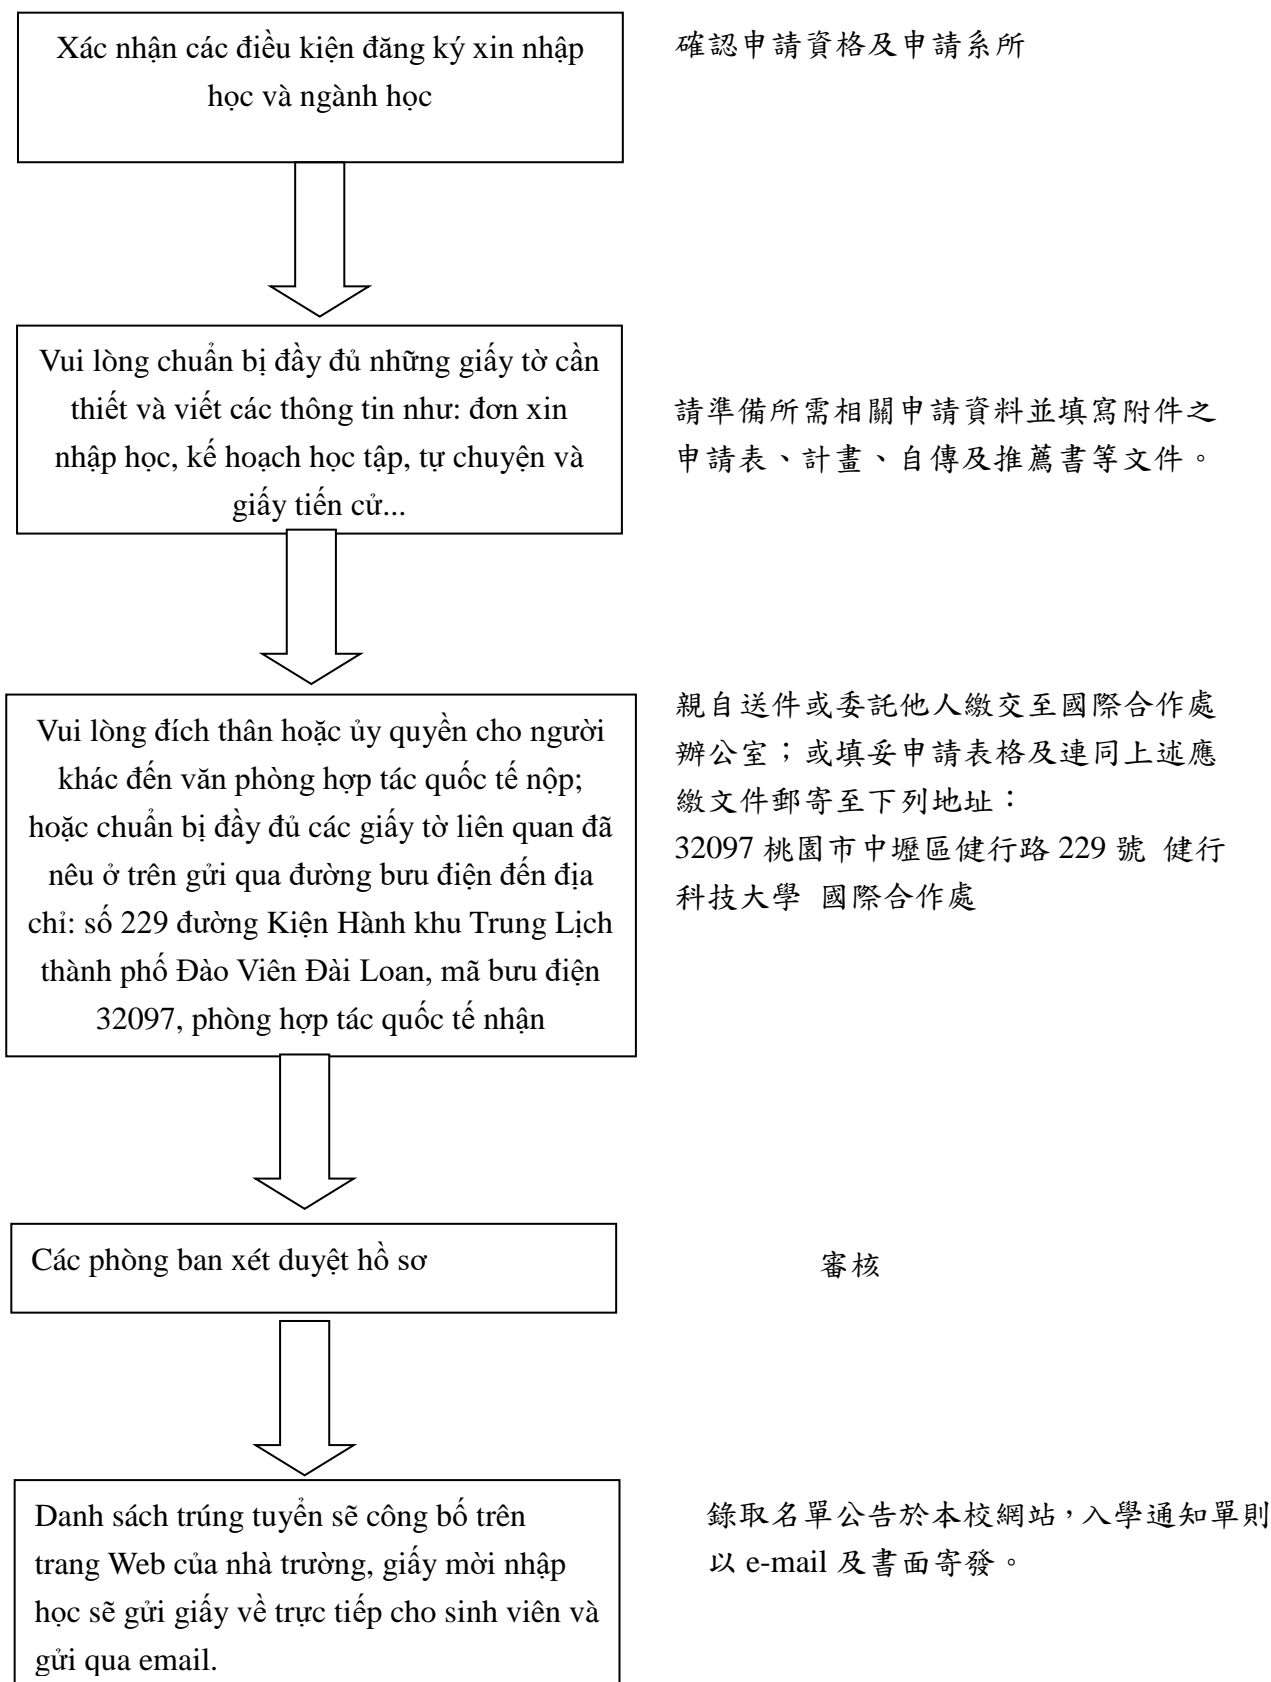 Xác nhận các điều kiện đăng ký xin nhập
học và ngành học
確認申請資格及申請系所
Vui lòng chuẩn bị đầy đủ những giấy tờ cần
thiết và viết các thông tin như: đơn xin
nhập học, kế hoạch học tập, tự chuyện và
giấy tiến cử...
請準備所需相關申請資料並填寫附件之
申請表、計畫、自傳及推薦書等文件。
Vui lòng đích thân hoặc ủy quyền cho người
khác đến văn phòng hợp tác quốc tế nộp;
hoặc chuẩn bị đầy đủ các giấy tờ liên quan đã
nêu ở trên gửi qua đường bưu điện đến địa
chỉ: số 229 đường Kiện Hành khu Trung Lịch
thành phố Đào Viên Đài Loan, mã bưu điện
32097, phòng hợp tác quốc tế nhận
親自送件或委託他人繳交至國際合作處
辦公室；或填妥申請表格及連同上述應
繳文件郵寄至下列地址：
32097 桃園市中壢區健行路 229 號 健行
科技大學 國際合作處
Các phòng ban xét duyệt hồ sơ
審核
Danh sách trúng tuyển sẽ công bố trên
trang Web của nhà trường, giấy mời nhập
học sẽ gửi giấy về trực tiếp cho sinh viên và
gửi qua email.
錄取名單公告於本校網站，入學通知單則
以 e-mail 及書面寄發。